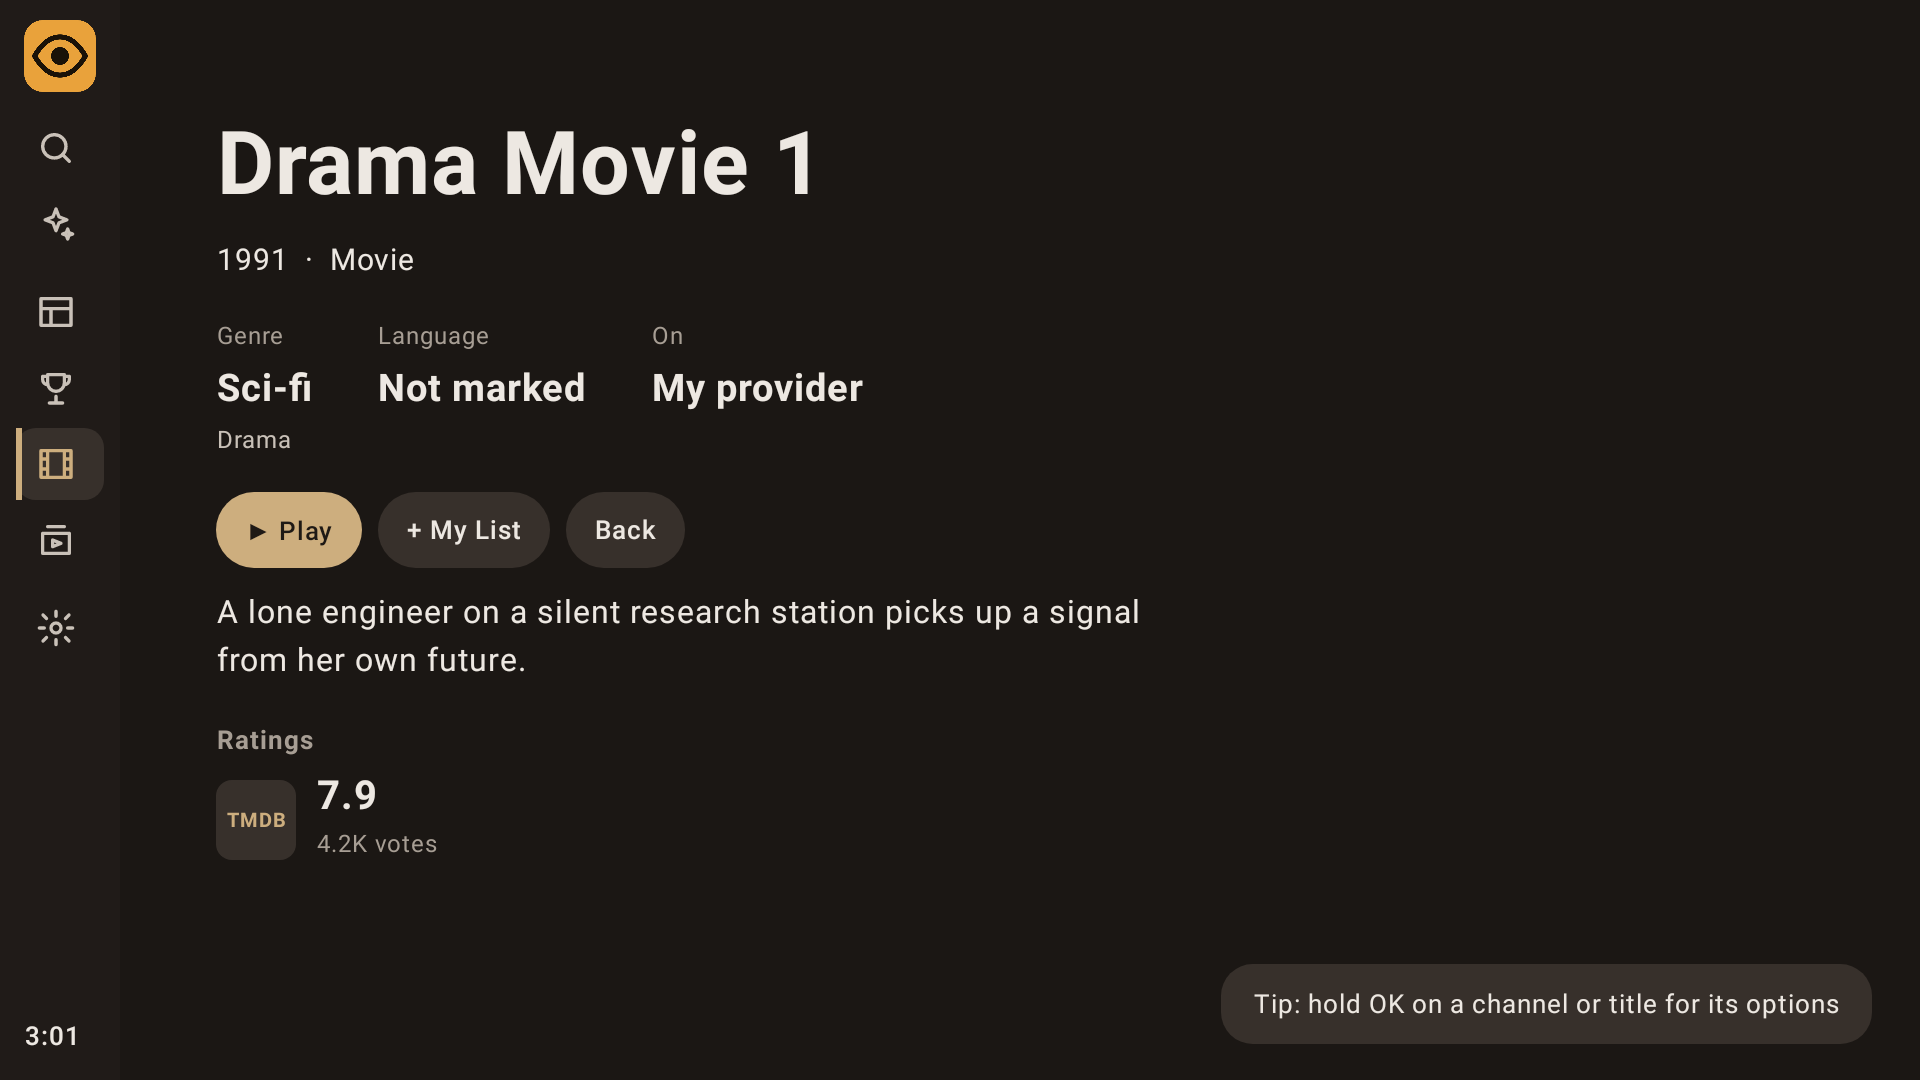 Drama Movie 1
1991 · Movie
Genre
Language
On
Sci-fi
Not marked
My provider
Drama
► Play
+ My List
Back
A lone engineer on a silent research station picks up a signal
from her own future.
Ratings
TMDB
7.9
4.2K votes
Tip: hold OK on a channel or title for its options
3:01